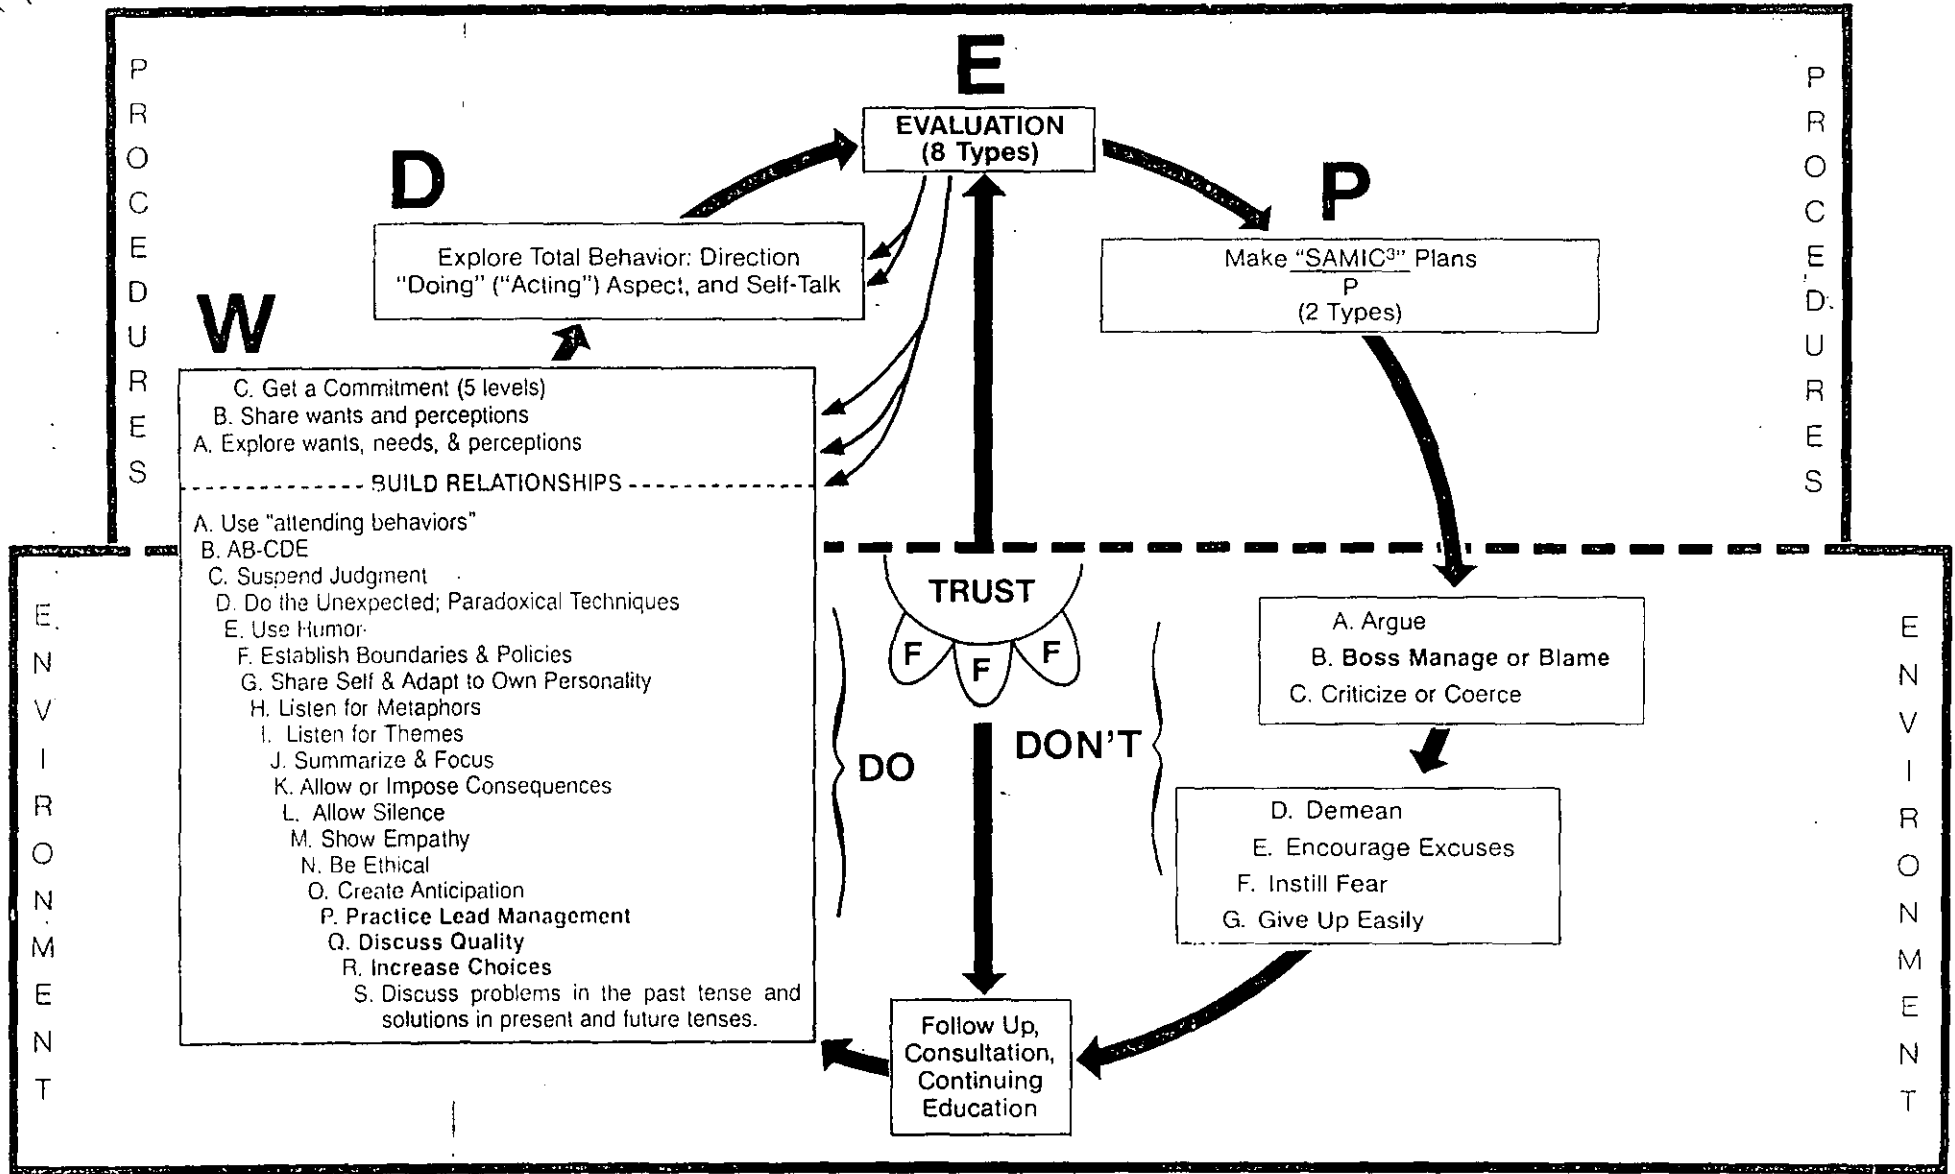 PROCEDURES
E
EVALUATION
(8 Types)
D
Explore Total Behavior: Direction
“Doing” (“Acting”) Aspect, and Self-Talk
P
Make “SAMIC³” Plans
P
(2 Types)
PROCEDURES
W
C. Get a Commitment (5 levels)
B. Share wants and perceptions
A. Explore wants, needs, & perceptions
BUILD RELATIONSHIPS
A. Use "attending behaviors"
B. AB-CDE
C. Suspend Judgment
D. Do the Unexpected; Paradoxical Techniques
E. Use Humor
F. Establish Boundaries & Policies
G. Share Self & Adapt to Own Personality
H. Listen for Metaphors
I. Listen for Themes
J. Summarize & Focus
K. Allow or Impose Consequences
L. Allow Silence
M. Show Empathy
N. Be Ethical
O. Create Anticipation
P. Practice Lead Management
Q. Discuss Quality
R. Increase Choices
S. Discuss problems in the past tense and
solutions in present and future tenses.
ENVIRONMENT
DO
TRUST
F F F
DON'T
A. Argue
B. Boss Manage or Blame
C. Criticize or Coerce
D. Demean
E. Encourage Excuses
F. Instill Fear
G. Give Up Easily
Follow Up,
Consultation,
Continuing
Education
ENVIRONMENT